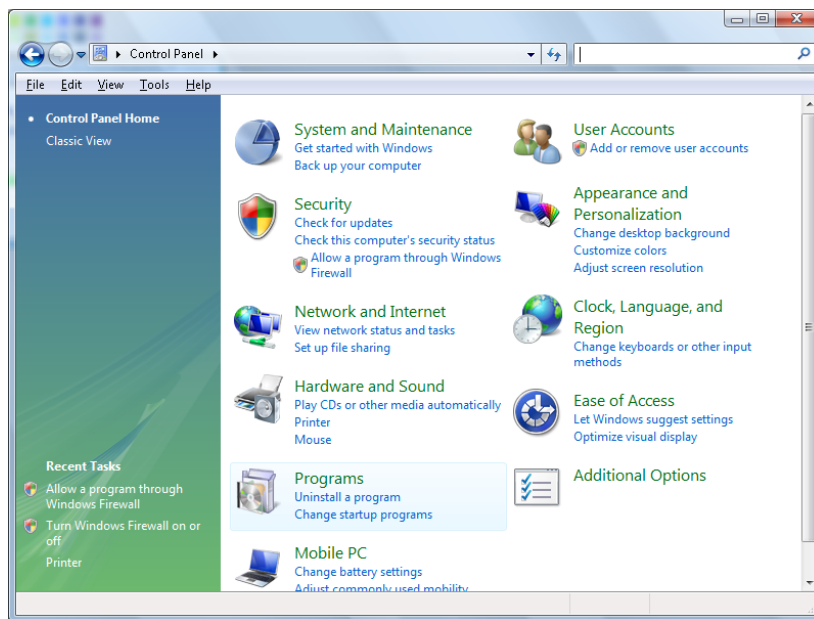 Control Panel
File Edit View Tools Help
Control Panel Home
Classic View
Recent Tasks
Allow a program through
Windows Firewall
Turn Windows Firewall on or
off
Printer
System and Maintenance
Get started with Windows
Back up your computer
Security
Check for updates
Check this computer's security status
Allow a program through Windows
Firewall
Network and Internet
View network status and tasks
Set up file sharing
Hardware and Sound
Play CDs or other media automatically
Printer
Mouse
Programs
Uninstall a program
Change startup programs
Mobile PC
Change battery settings
Adjust commonly used mobility
User Accounts
Add or remove user accounts
Appearance and
Personalization
Change desktop background
Customize colors
Adjust screen resolution
Clock, Language, and
Region
Change keyboards or other input
methods
Ease of Access
Let Windows suggest settings
Optimize visual display
Additional Options